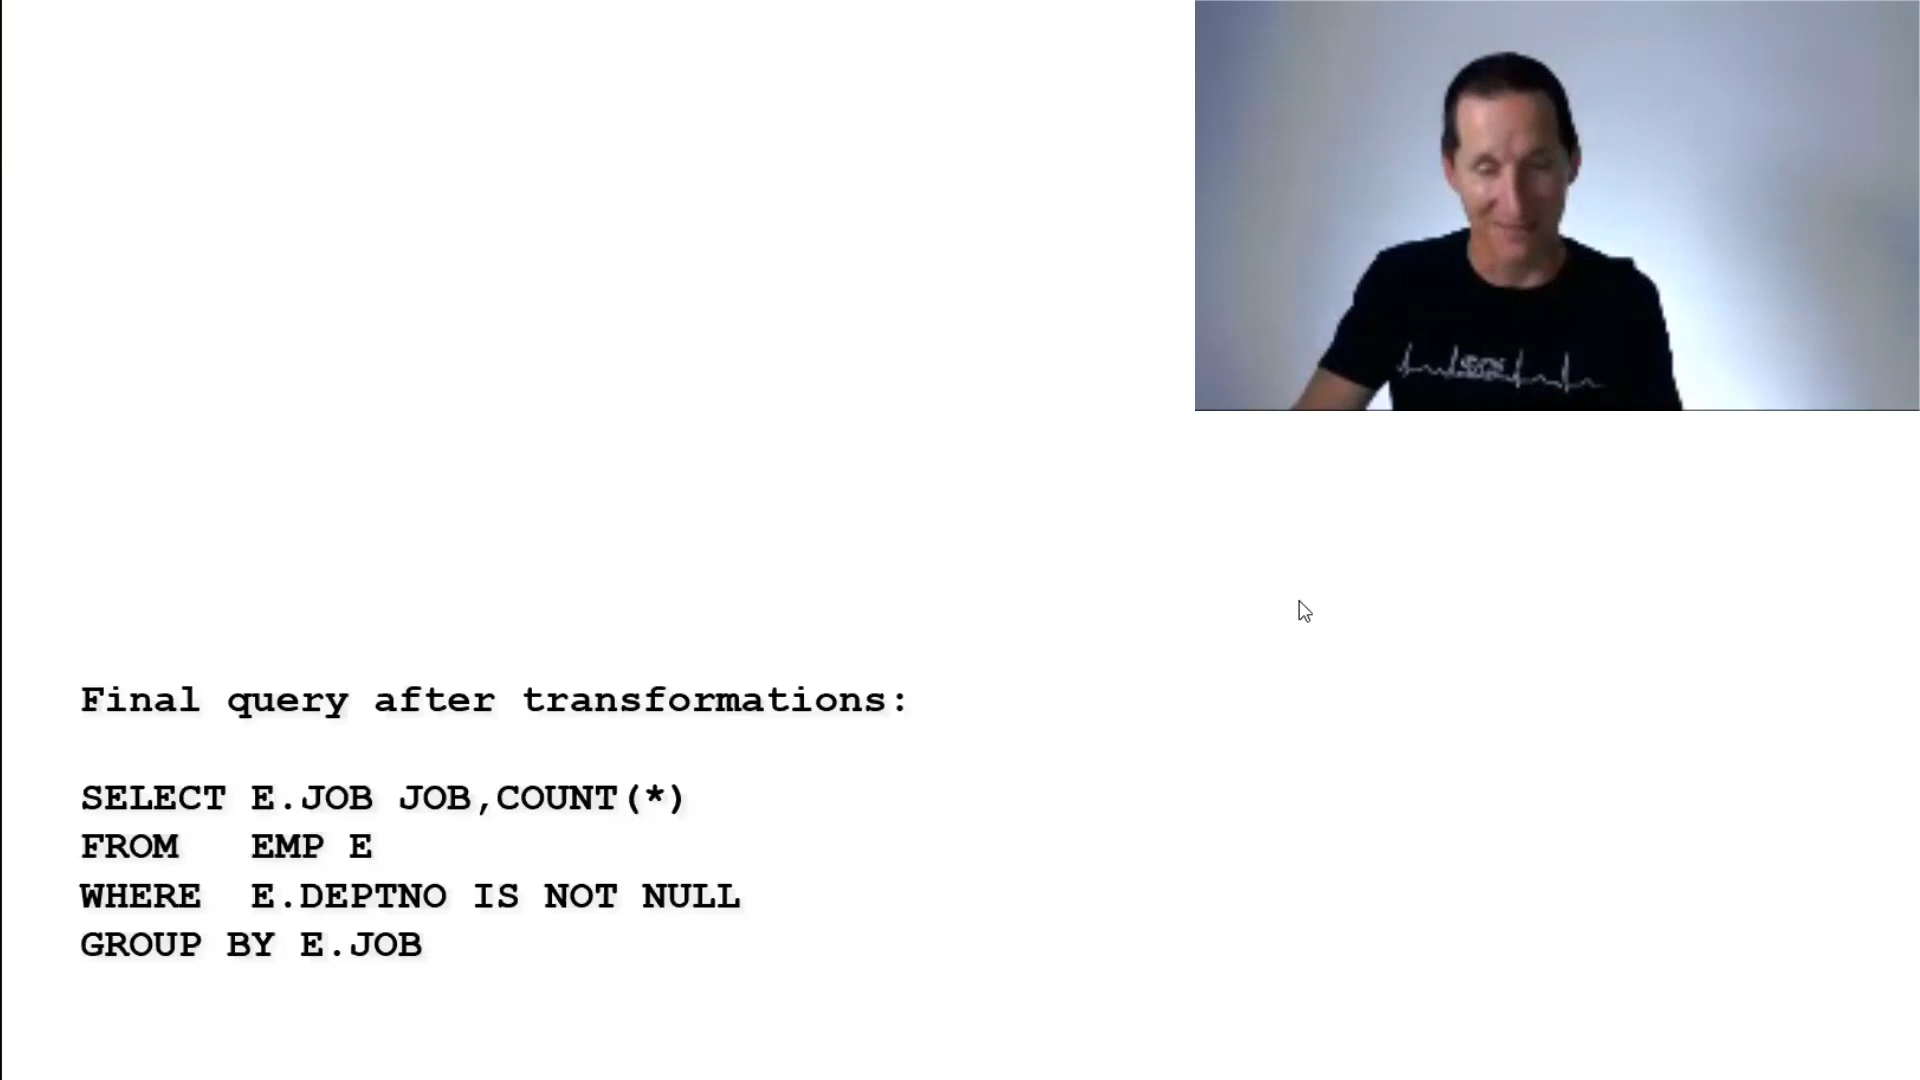 Final query after transformations:
SELECT E.JOB JOB,COUNT(*)
FROM   EMP E
WHERE  E.DEPTNO IS NOT NULL
GROUP BY E.JOB